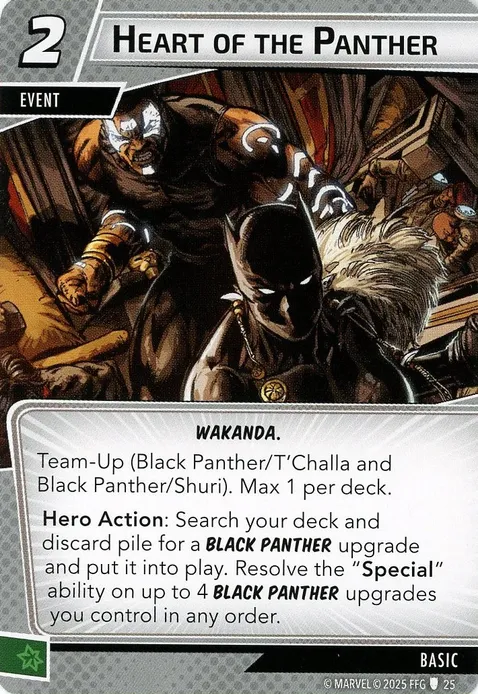 2
HEART OF THE PANTHER
EVENT
WAKANDA.
Team-Up (Black Panther/T'Challa and
Black Panther/Shuri). Max 1 per deck.
Hero Action: Search your deck and
discard pile for a BLACK PANTHER upgrade
and put it into play. Resolve the "Special"
ability on up to 4 BLACK PANTHER upgrades
you control in any order.
BASIC
© MARVEL © 2025 FFG 25